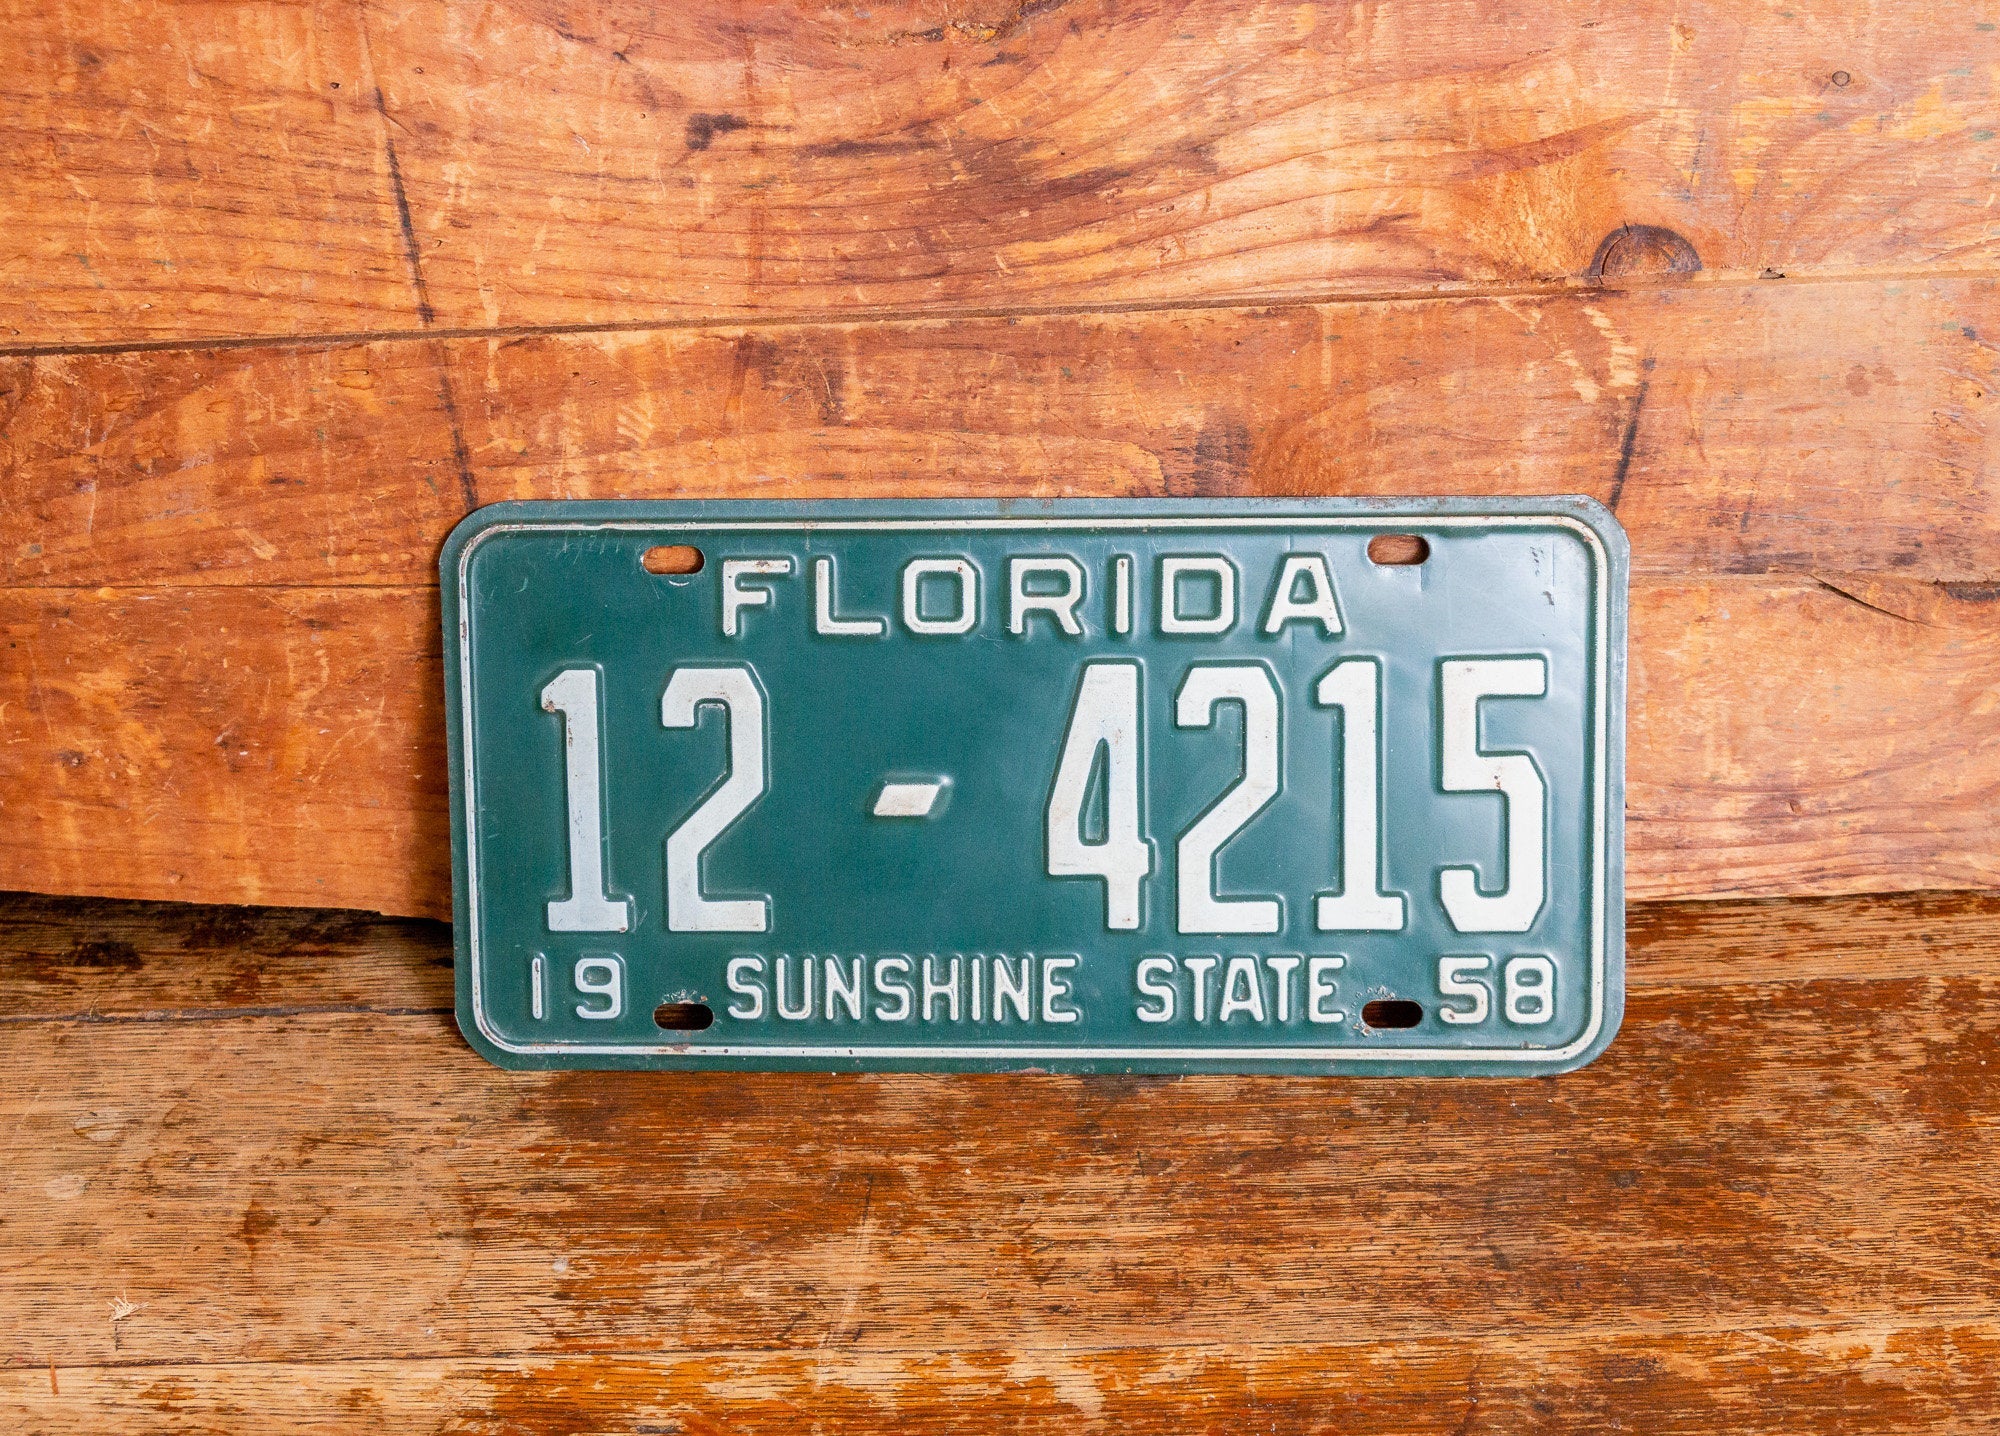 FLORIDA
12-4215
19 SUNSHINE STATE 58